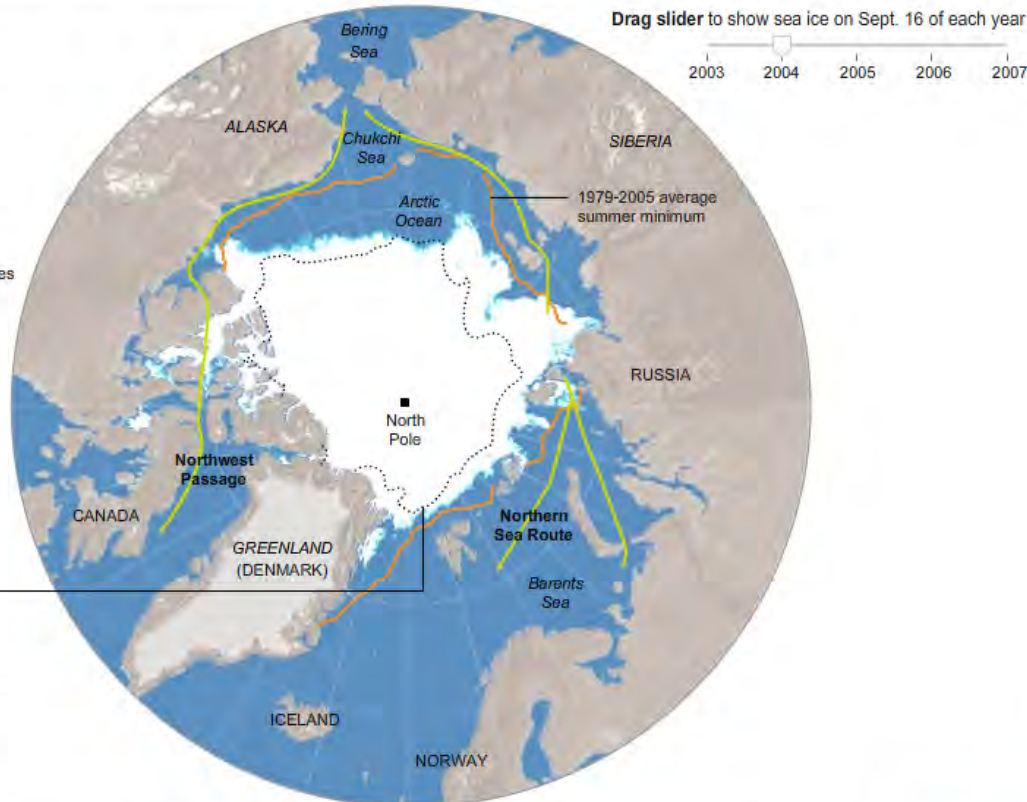 Drag slider to show sea ice on Sept. 16 of each year
2003 2004 2005 2006 2007
Bering
Sea
ALASKA
Chukchi
Sea
SIBERIA
1979-2005 average
summer minimum
Arctic
Ocean
es
RUSSIA
North
Pole
Northwest
Passage
CANADA
Northern
Sea Route
GREENLAND
(DENMARK)
Barents
Sea
ICELAND
NORWAY